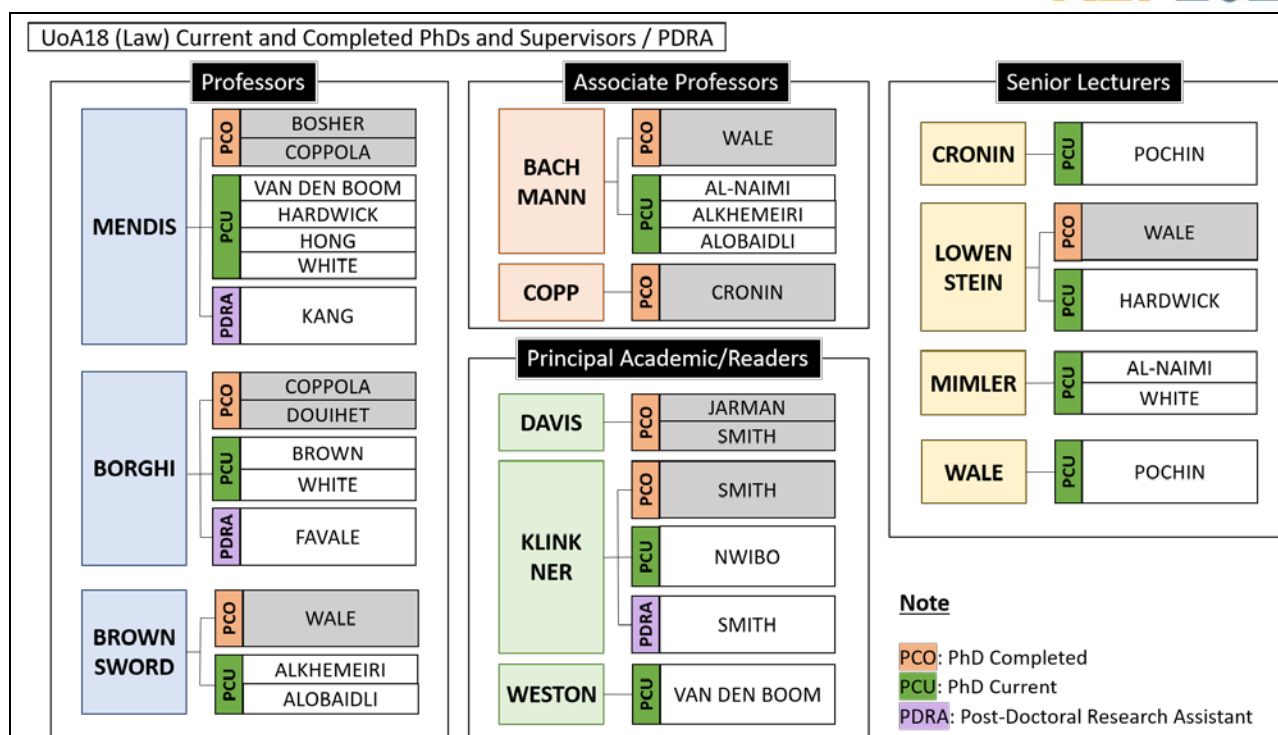 UoA18 (Law) Current and Completed PhDs and Supervisors / PDRA
Professors
MENDIS
PCO
BOSHER
COPPOLA
PCU
VAN DEN BOOM
HARDWICK
HONG
WHITE
PDRA
KANG
BORGHI
PCO
COPPOLA
DOUIHET
PCU
BROWN
WHITE
PDRA
FAVALE
BROWN
SWORD
PCO
WALE
PCU
ALKHEMEIRI
ALOBAIDLI
Associate Professors
BACH
MANN
PCO
WALE
PCU
AL-NAIMI
ALKHEMEIRI
ALOBAIDLI
COPP
PCO
CRONIN
Principal Academic/Readers
DAVIS
PCO
JARMAN
SMITH
KLINK
NER
PCO
SMITH
PCU
NWIBO
PDRA
SMITH
WESTON
PCU
VAN DEN BOOM
Senior Lecturers
CRONIN
PCU
POCHIN
LOWEN
STEIN
PCO
WALE
PCU
HARDWICK
MIMLER
PCU
AL-NAIMI
WHITE
WALE
PCU
POCHIN
Note
PCO: PhD Completed
PCU: PhD Current
PDRA: Post-Doctoral Research Assistant